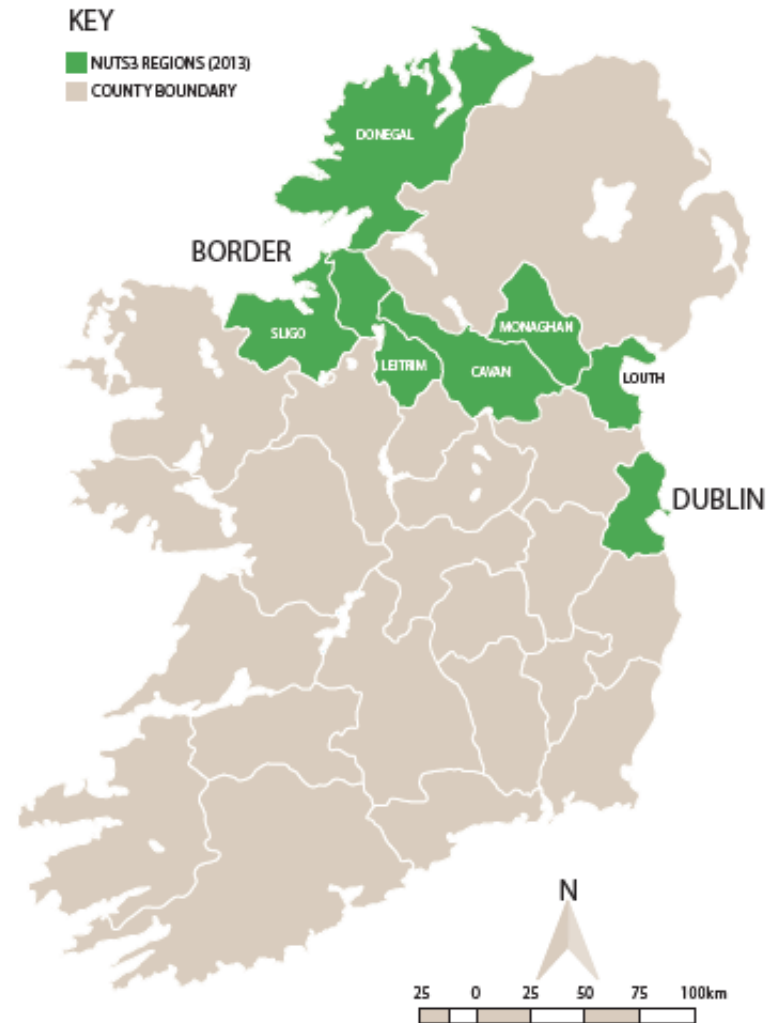 KEY
NUTS3 REGIONS (2013)
COUNTY BOUNDARY
DONEGAL
BORDER
SLIGO
MONAGHAN
LEITRIM
CAVAN
LOUTH
DUBLIN
N
25 0 25 50 75 100km